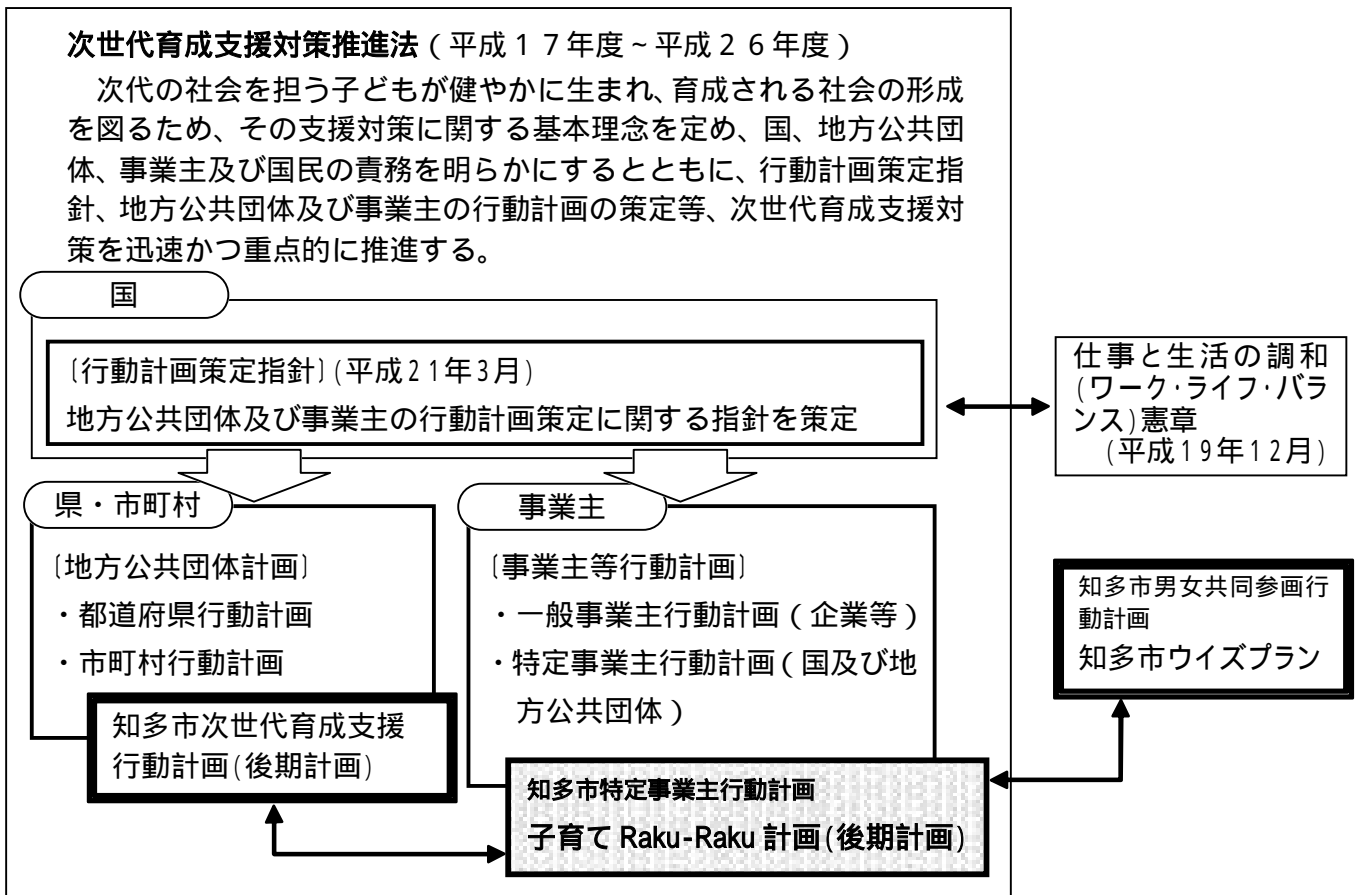 次世代育成支援対策推進法（平成１７年度～平成２６年度）
次代の社会を担う子どもが健やかに生まれ、育成される社会の形成
を図るため、その支援対策に関する基本理念を定め、国、地方公共団
体、事業主及び国民の責務を明らかにするとともに、行動計画策定指
針、地方公共団体及び事業主の行動計画の策定等、次世代育成支援対
策を迅速かつ重点的に推進する。
国
〔行動計画策定指針〕(平成21年3月)
地方公共団体及び事業主の行動計画策定に関する指針を策定
仕事と生活の調和
(ワーク・ライフ・バラ
ンス)憲章
(平成19年12月)
県・市町村
〔地方公共団体計画〕
・都道府県行動計画
・市町村行動計画
知多市次世代育成支援
行動計画(後期計画)
事業主
〔事業主等行動計画〕
・一般事業主行動計画（企業等）
・特定事業主行動計画（国及び地
方公共団体）
知多市特定事業主行動計画
子育て Raku-Raku 計画(後期計画)
知多市男女共同参画行
動計画
知多市ウイズプラン